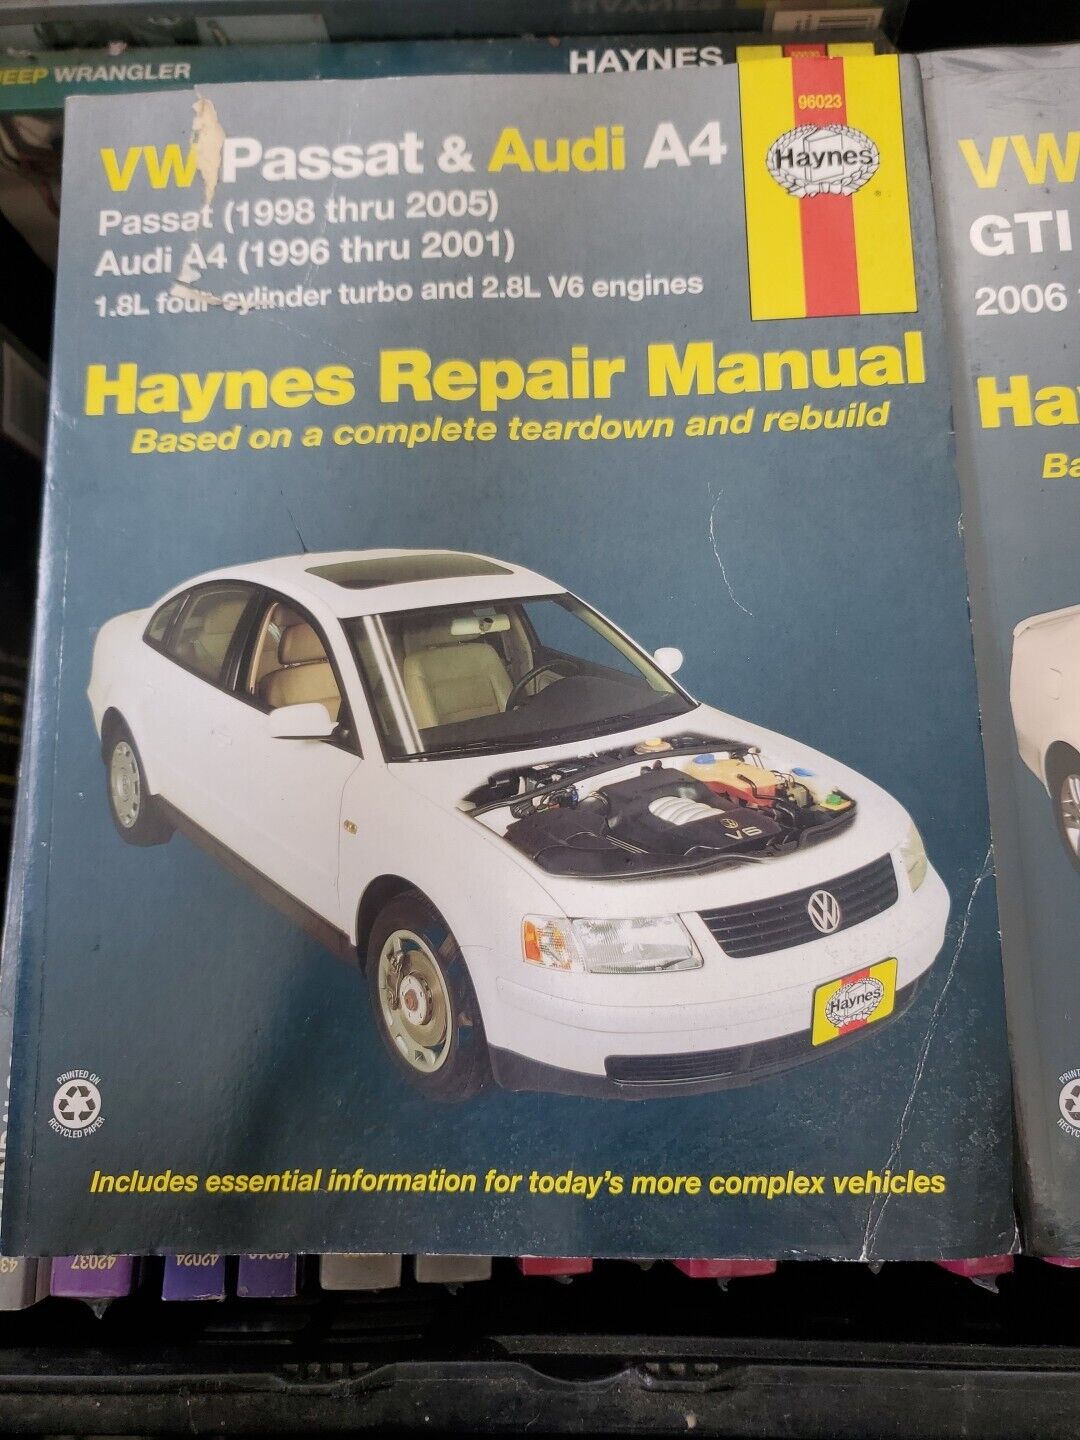 HAYNES
JEEP WRANGLER
HAYNES
96023
Haynes
®
VW Passat & Audi A4
Passat (1998 thru 2005)
Audi A4 (1996 thru 2001)
1.8L four-cylinder turbo and 2.8L V6 engines
Haynes Repair Manual
Based on a complete teardown and rebuild
V6
Haynes
PRINTED ON
RECYCLED PAPER
Includes essential information for today's more complex vehicles
VW
GTI
2006
42037
42024